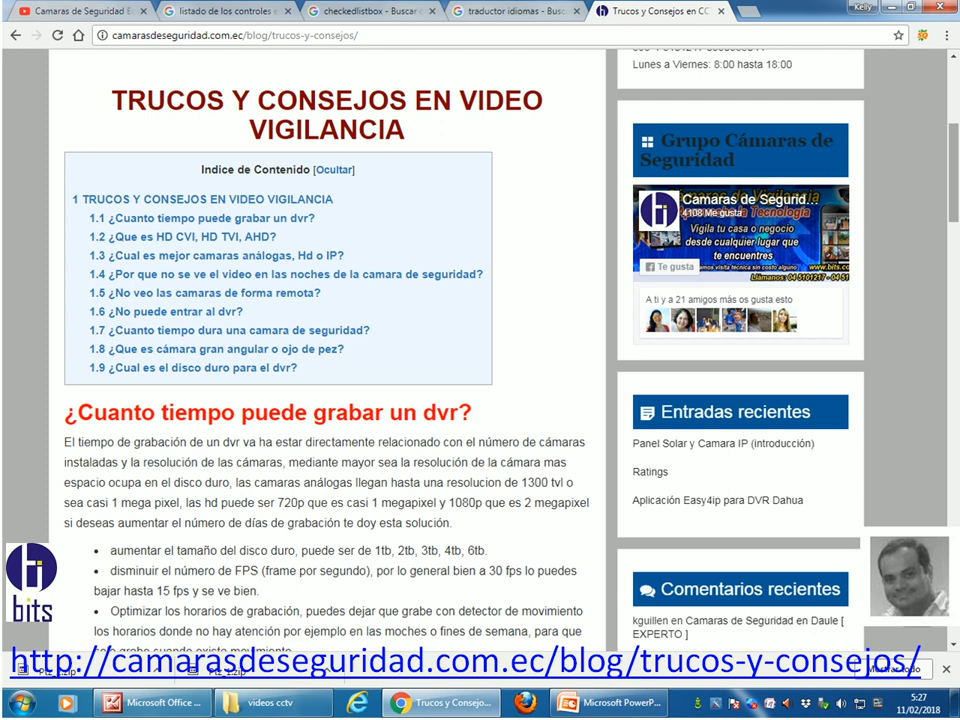 Camaras de Seguridad E
listado de los controles e
checkedlistbox - Buscar c
traductor idiomas - Busc
Trucos y Consejos en CC
Kelly
camarasdeseguridad.com.ec/blog/trucos-y-consejos/
Lunes a Viernes: 8:00 hasta 18:00
TRUCOS Y CONSEJOS EN VIDEO
VIGILANCIA
Indice de Contenido [Ocultar]
1 TRUCOS Y CONSEJOS EN VIDEO VIGILANCIA
1.1 ¿Cuanto tiempo puede grabar un dvr?
1.2 ¿Que es HD CVI, HD TVI, AHD?
1.3 ¿Cual es mejor camaras análogas, Hd o IP?
1.4 ¿Por que no se ve el video en las noches de la camara de seguridad?
1.5 ¿No veo las camaras de forma remota?
1.6 ¿No puede entrar al dvr?
1.7 ¿Cuanto tiempo dura una camara de seguridad?
1.8 ¿Que es cámara gran angular o ojo de pez?
1.9 ¿Cual es el disco duro para el dvr?
¿Cuanto tiempo puede grabar un dvr?
El tiempo de grabación de un dvr va ha estar directamente relacionado con el número de cámaras
instaladas y la resolución de las cámaras, mediante mayor sea la resolución de la cámara mas
espacio ocupa en el disco duro, las camaras análogas llegan hasta una resolucion de 1300 tvl o
sea casi 1 mega pixel, las hd puede ser 720p que es casi 1 megapixel y 1080p que es 2 megapixel
si deseas aumentar el número de días de grabación te doy esta solución.
• aumentar el tamaño del disco duro, puede ser de 1tb, 2tb, 3tb, 4tb, 6tb.
• disminuir el número de FPS (frame por segundo), por lo general bien a 30 fps lo puedes
bajar hasta 15 fps y se ve bien.
• Optimizar los horarios de grabación, puedes dejar que grabe con detector de movimiento
los horarios donde no hay atención por ejemplo en las moches o fines de semana, para que
Grupo Cámaras de
Seguridad
Camaras de Segurid...
4108 Me gusta
Tecnología
Vigila tu casa o negocio
desde cualquier lugar que
te encuentres
Te gusta
visita tecnica sin costo alguno
www.bits.co
Llámanos: 04 5101217 - 04 51
A ti y a 21 amigos más os gusta esto
Entradas recientes
Panel Solar y Camara IP (introducción)
Ratings
Aplicación Easy4ip para DVR Dahua
Comentarios recientes
kguillen en Camaras de Seguridad en Daule [
EXPERTO ]
bits
http://camarasdeseguridad.com.ec/blog/trucos-y-consejos/
Microsoft Office ...
videos cctv
Trucos y Consejo...
Microsoft PowerP...
5:27
11/02/2018